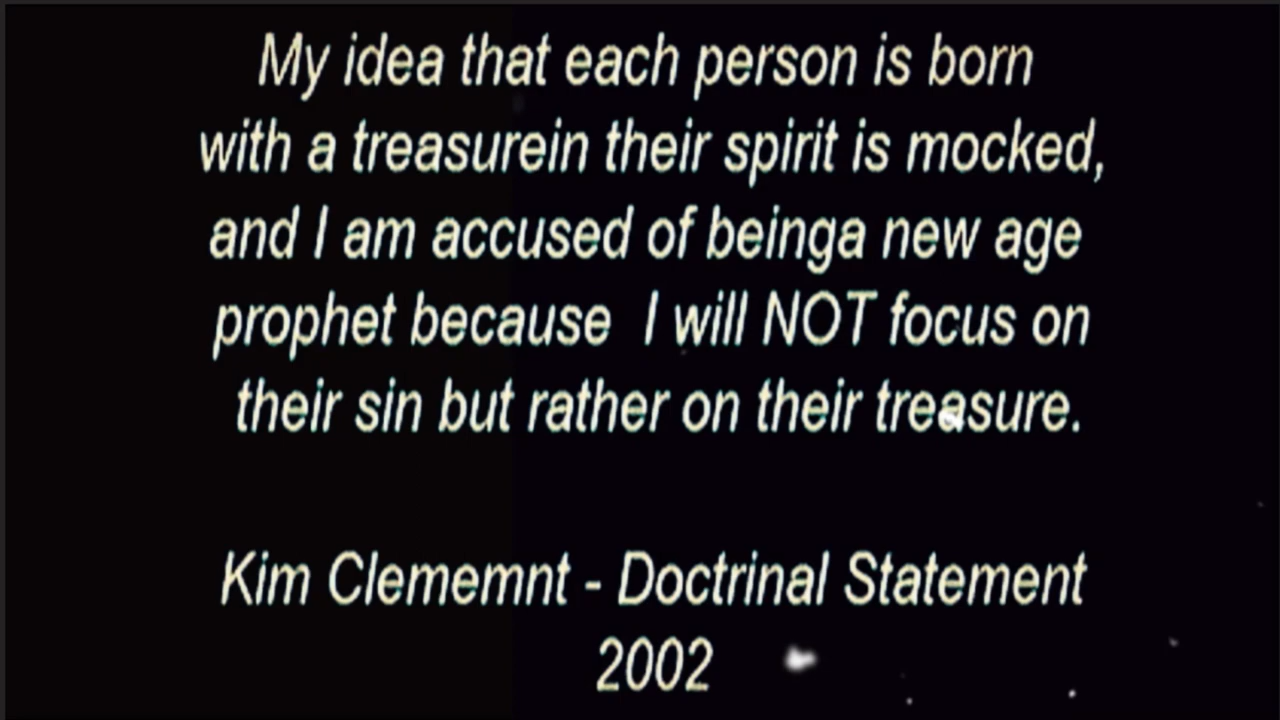 My idea that each person is born
with a treasurein their spirit is mocked,
and I am accused of beinga new age
prophet because I will NOT focus on
their sin but rather on their treasure.
Kim Clememnt - Doctrinal Statement
2002